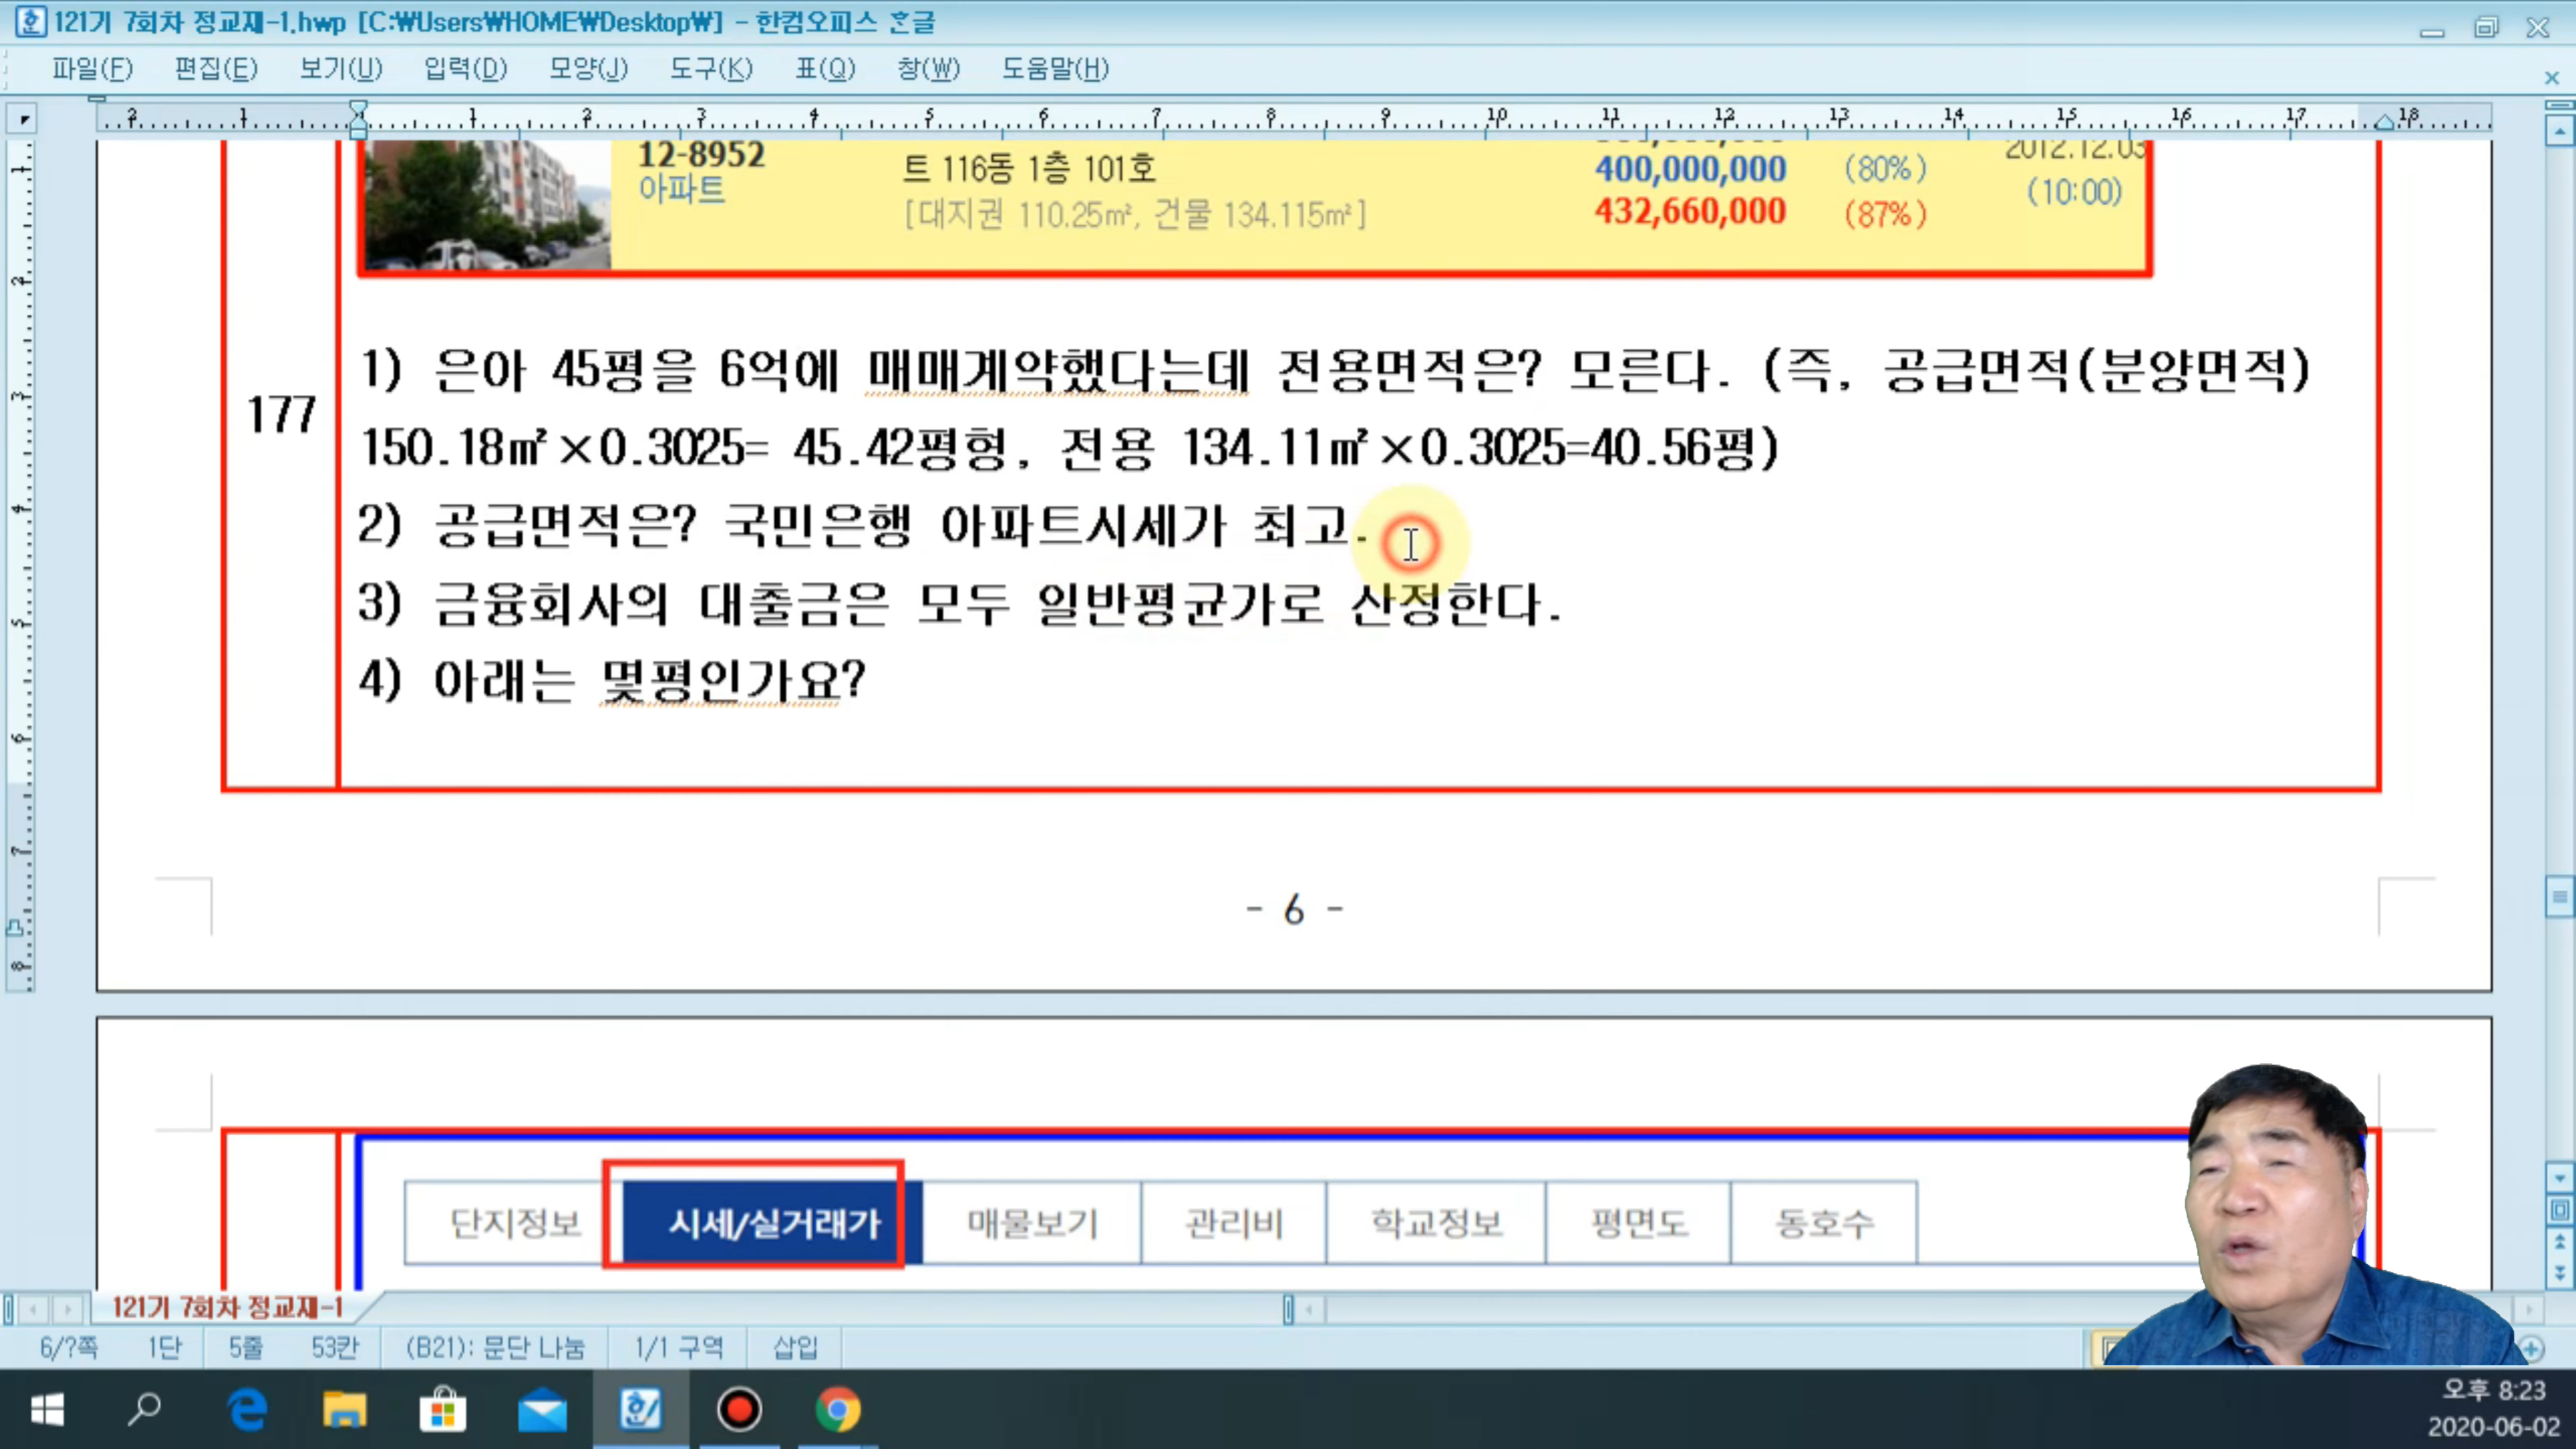 121기 7회차 정교재-1.hwp [C:₩Users₩HOME₩Desktop₩] - 한컴오피스 한글
파일(F) 편집(E) 보기(U) 입력(D) 모양(J) 도구(K) 표(Q) 창(W) 도움말(H)
12-8952
아파트
트 116동 1층 101호
[대지권 110.25㎡, 건물 134.115㎡]
400,000,000 (80%)
432,660,000 (87%)
2012.12.03
(10:00)
177
1) 은아 45평을 6억에 매매계약했다는데 전용면적은? 모른다. (즉, 공급면적(분양면적)
150.18㎡×0.3025= 45.42평형, 전용 134.11㎡×0.3025=40.56평)
2) 공급면적은? 국민은행 아파트시세가 최고.
3) 금융회사의 대출금은 모두 일반평균가로 산정한다.
4) 아래는 몇평인가요?
- 6 -
단지정보 시세/실거래가 매물보기 관리비 학교정보 평면도 동호수
121기 7회차 정교재-1
6/?쪽 1단 5줄 53칸 (B21): 문단 나눔 1/1 구역 삽입
오후 8:23
2020-06-02